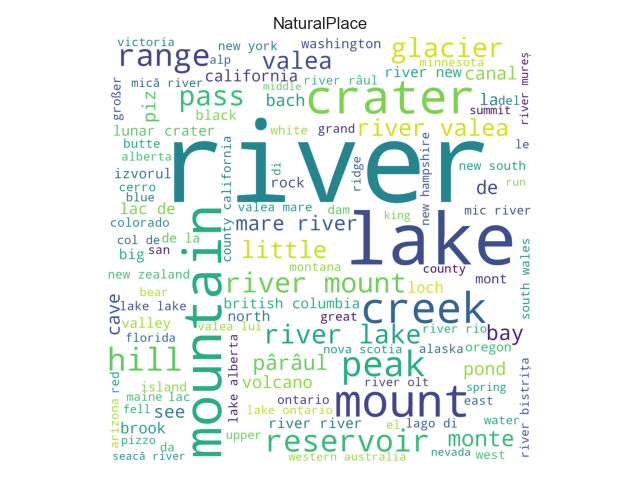 NaturalPlace
victoria
new york
washington
glacier
range
alp
valea
minnesota
california
river râul
river new
canal
river mureș
großer
mică river
middle
piz
pass
bach
crater
la
del
summit
black
lunar crater
white
grand
river valea
butte
river
le
alberta
di
ridge
new hampshire
new south
izvorul
rock
cerro
de
run
blue
county california
lac de
valea mare
dam
king
mic river
colorado
mare river
lake
col de
de la
san
big
little
montana
county
south wales
new zealand
mountain
river mount
mont
bear
loch
cave
lake lake
british columbia
creek
valley
valea lui
north
great
florida
river lake
river rio
bay
nova scotia
alaska
oregon
hill
lake alberta
pârâul
peak
pond
red
volcano
river olt
island
spring
maine lac
ontario
mount
east
arizona
fell
see
lake ontario
water
river bistrița
brook
river river
el
lago di
pizzo
upper
reservoir
monte
da
seacă river
nevada
west
western australia